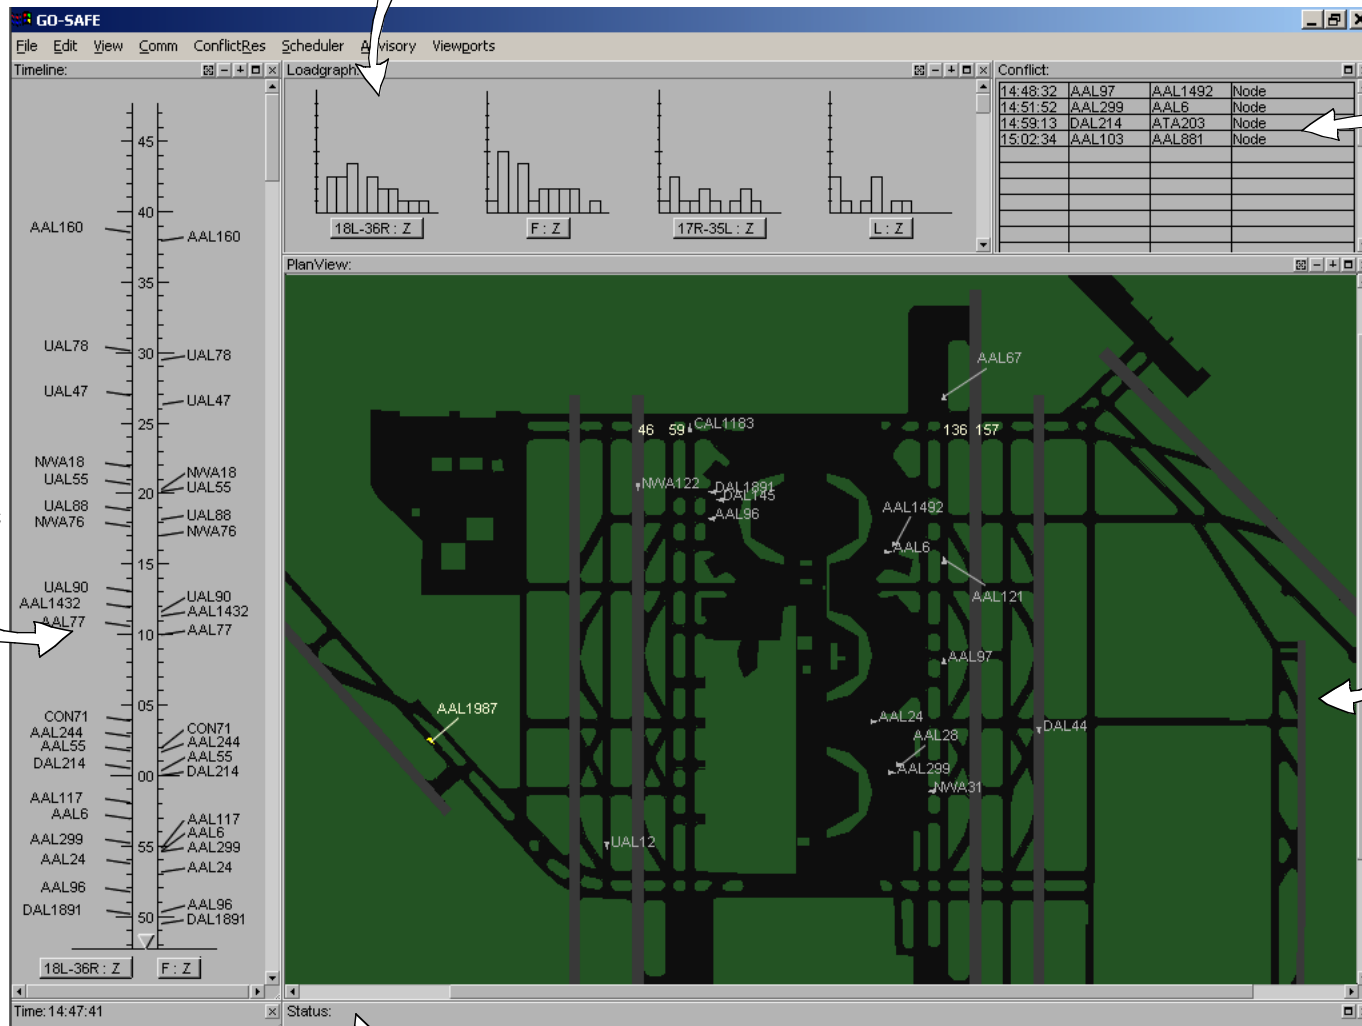 GO-SAFE
File Edit View Comm ConflictRes Scheduler Advisory Viewports
Timeline:
45
40
AAL160
AAL160
35
UAL78
30
UAL78
UAL47
UAL47
25
NWA18
NWA18
UAL55
UAL55
20
UAL88
UAL88
NWA76
NWA76
15
UAL90
UAL90
AAL1432
AAL1432
AAL77
AAL77
10
05
CON71
CON71
AAL244
AAL244
AAL55
AAL55
DAL214
DAL214
00
AAL117
AAL117
AAL6
AAL6
AAL299
AAL299
55
AAL24
AAL24
AAL96
AAL96
DAL1891
DAL1891
50
18L-36R : Z F : Z
Time: 14:47:41
Loadgraph:
18L-36R : Z F : Z 17R-35L : Z L : Z
Conflict:
14:48:32 AAL97 AAL1492 Node
14:51:52 AAL299 AAL6 Node
14:59:13 DAL214 ATA203 Node
15:02:34 AAL103 AAL881 Node
PlanView:
AAL67
46 59 CAL1183 136 157
NWA122 DAL1891
DAL145
AAL1492
AAL96
AAL6
AAL121
AAL97
AAL1987
AAL24
DAL44
AAL28
AAL299
NWA31
UAL12
Status: